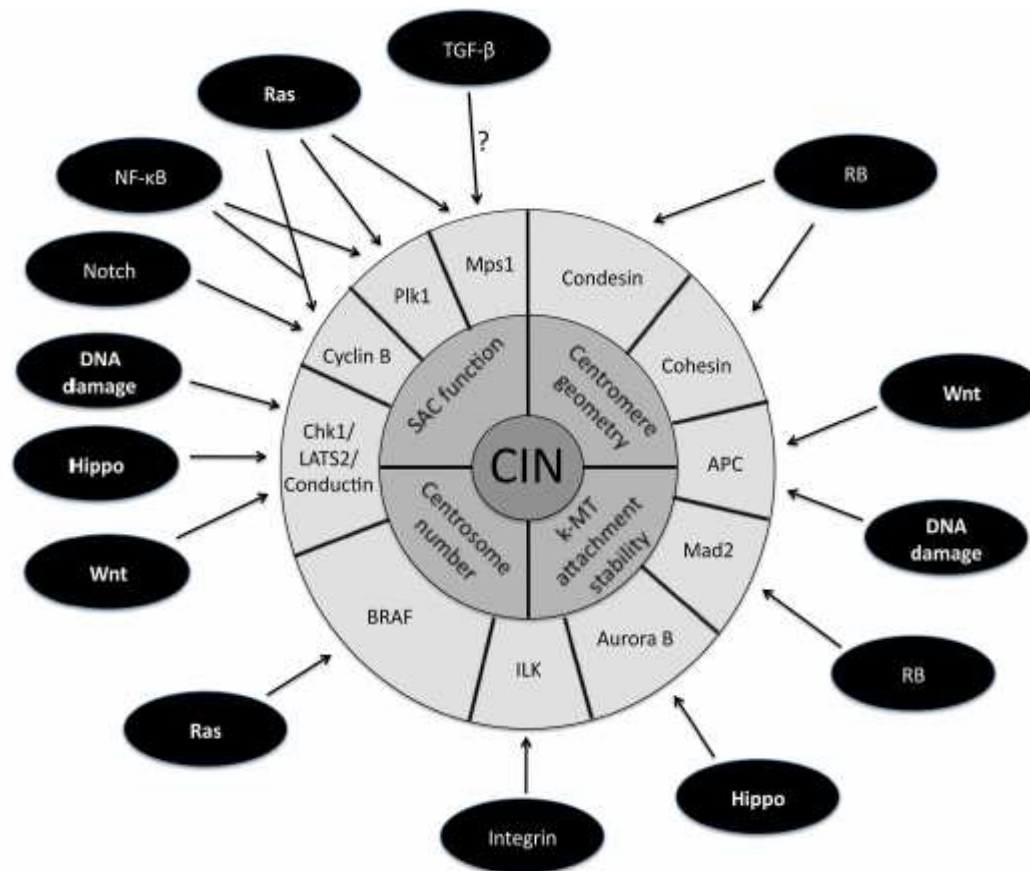 TGF-β
Ras
?
NF-κB
RB
Notch
Mps1
Condesin
Plk1
Cyclin B
Cohesin
DNA
damage
SAC function
Centromere
geometry
Wnt
Chk1/
LATS2/
Conductin
Hippo
CIN
APC
Centrosome
number
k-MT
attachment
stability
DNA
damage
Mad2
Wnt
BRAF
Aurora B
ILK
RB
Ras
Hippo
Integrin